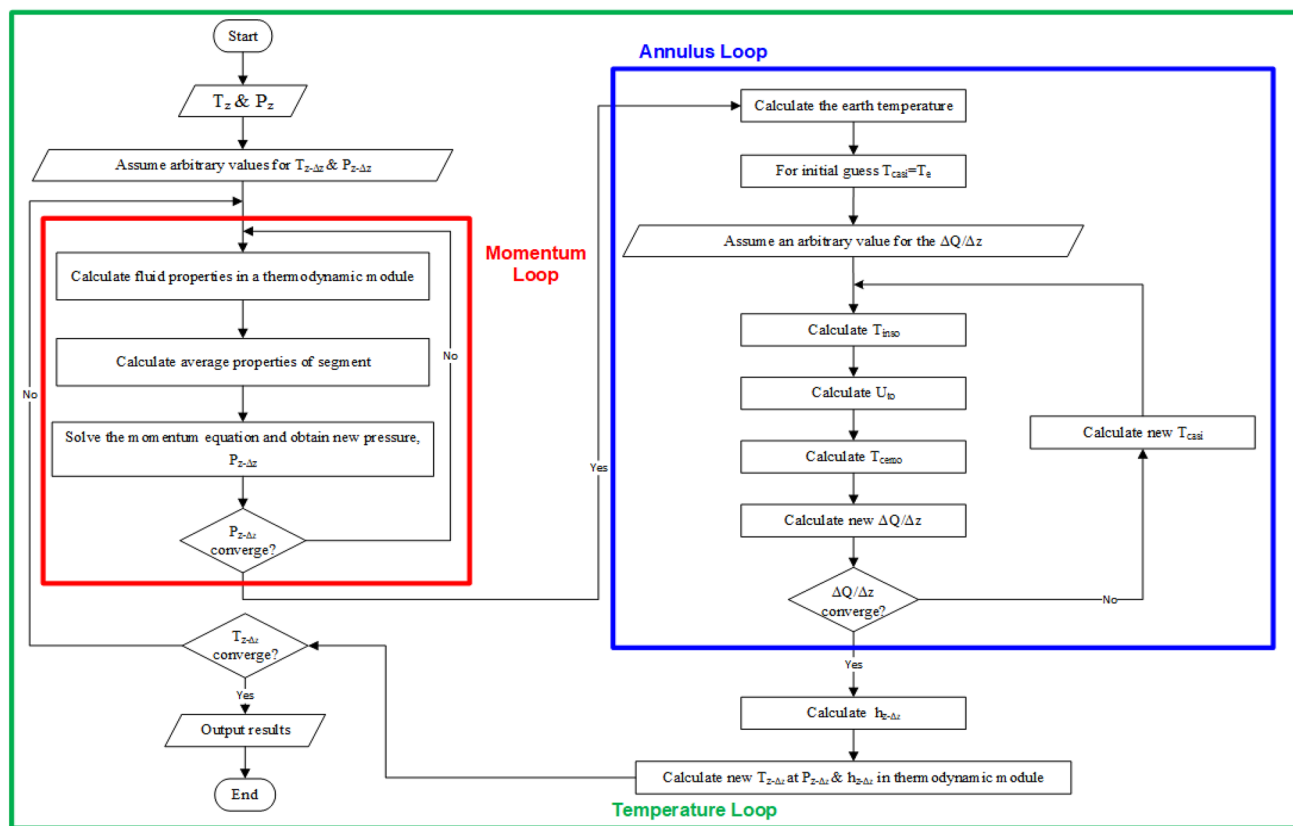 Start
T_z & P_z
Assume arbitrary values for T_z-Δz & P_z-Δz
Momentum
Loop
Calculate fluid properties in a thermodynamic module
Calculate average properties of segment
Solve the momentum equation and obtain new pressure,
P_z-Δz
P_z-Δz
converge?
No
Yes
Annulus Loop
Calculate the earth temperature
For initial guess T_casi=T_e
Assume an arbitrary value for the ΔQ/Δz
Calculate T_inso
Calculate U_to
Calculate T_cemo
Calculate new ΔQ/Δz
ΔQ/Δz
converge?
No
Calculate new T_casi
Yes
Calculate h_z-Δz
Calculate new T_z-Δz at P_z-Δz & h_z-Δz in thermodynamic module
T_z-Δz
converge?
No
Yes
Output results
End
Temperature Loop